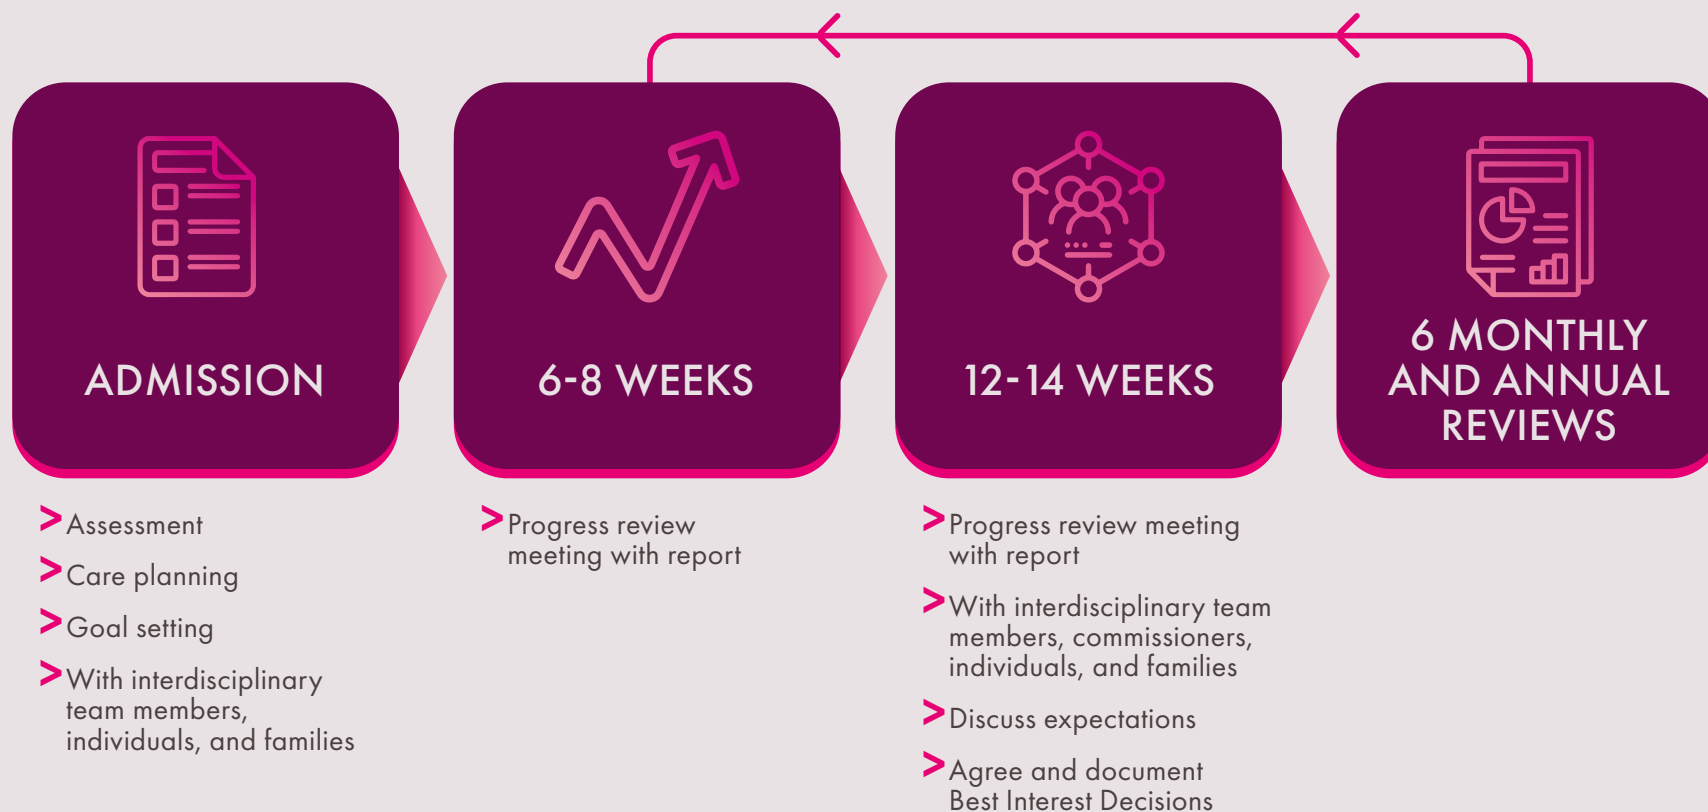 ADMISSION
Assessment
Care planning
Goal setting
With interdisciplinary
team members,
individuals, and families
6-8 WEEKS
Progress review
meeting with report
12-14 WEEKS
Progress review meeting
with report
With interdisciplinary team
members, commissioners,
individuals, and families
Discuss expectations
Agree and document
Best Interest Decisions
6 MONTHLY
AND ANNUAL
REVIEWS